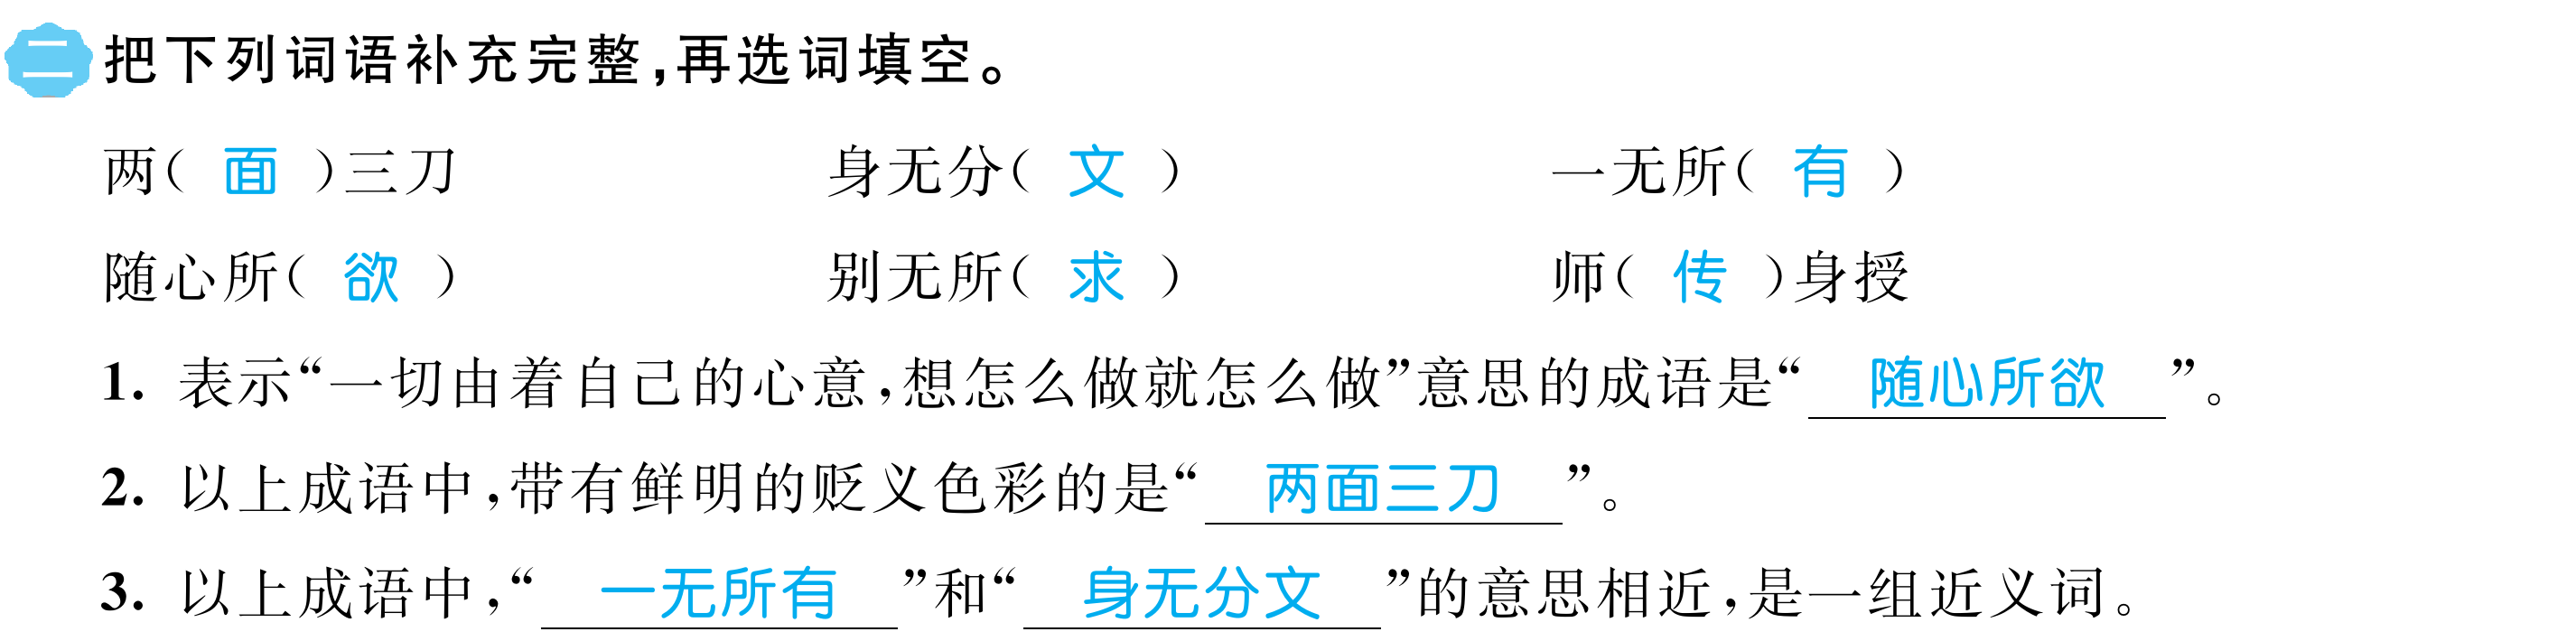 二 把下列词语补充完整,再选词填空。
两( 面 )三刀 身无分( 文 ) 一无所( 有 )
随心所( 欲 ) 别无所( 求 ) 师( 传 )身授
1. 表示“一切由着自己的心意,想怎么做就怎么做”意思的成语是“ 随心所欲 ”。
2. 以上成语中,带有鲜明的贬义色彩的是“ 两面三刀 ”。
3. 以上成语中,“ 一无所有 ”和“ 身无分文 ”的意思相近,是一组近义词。